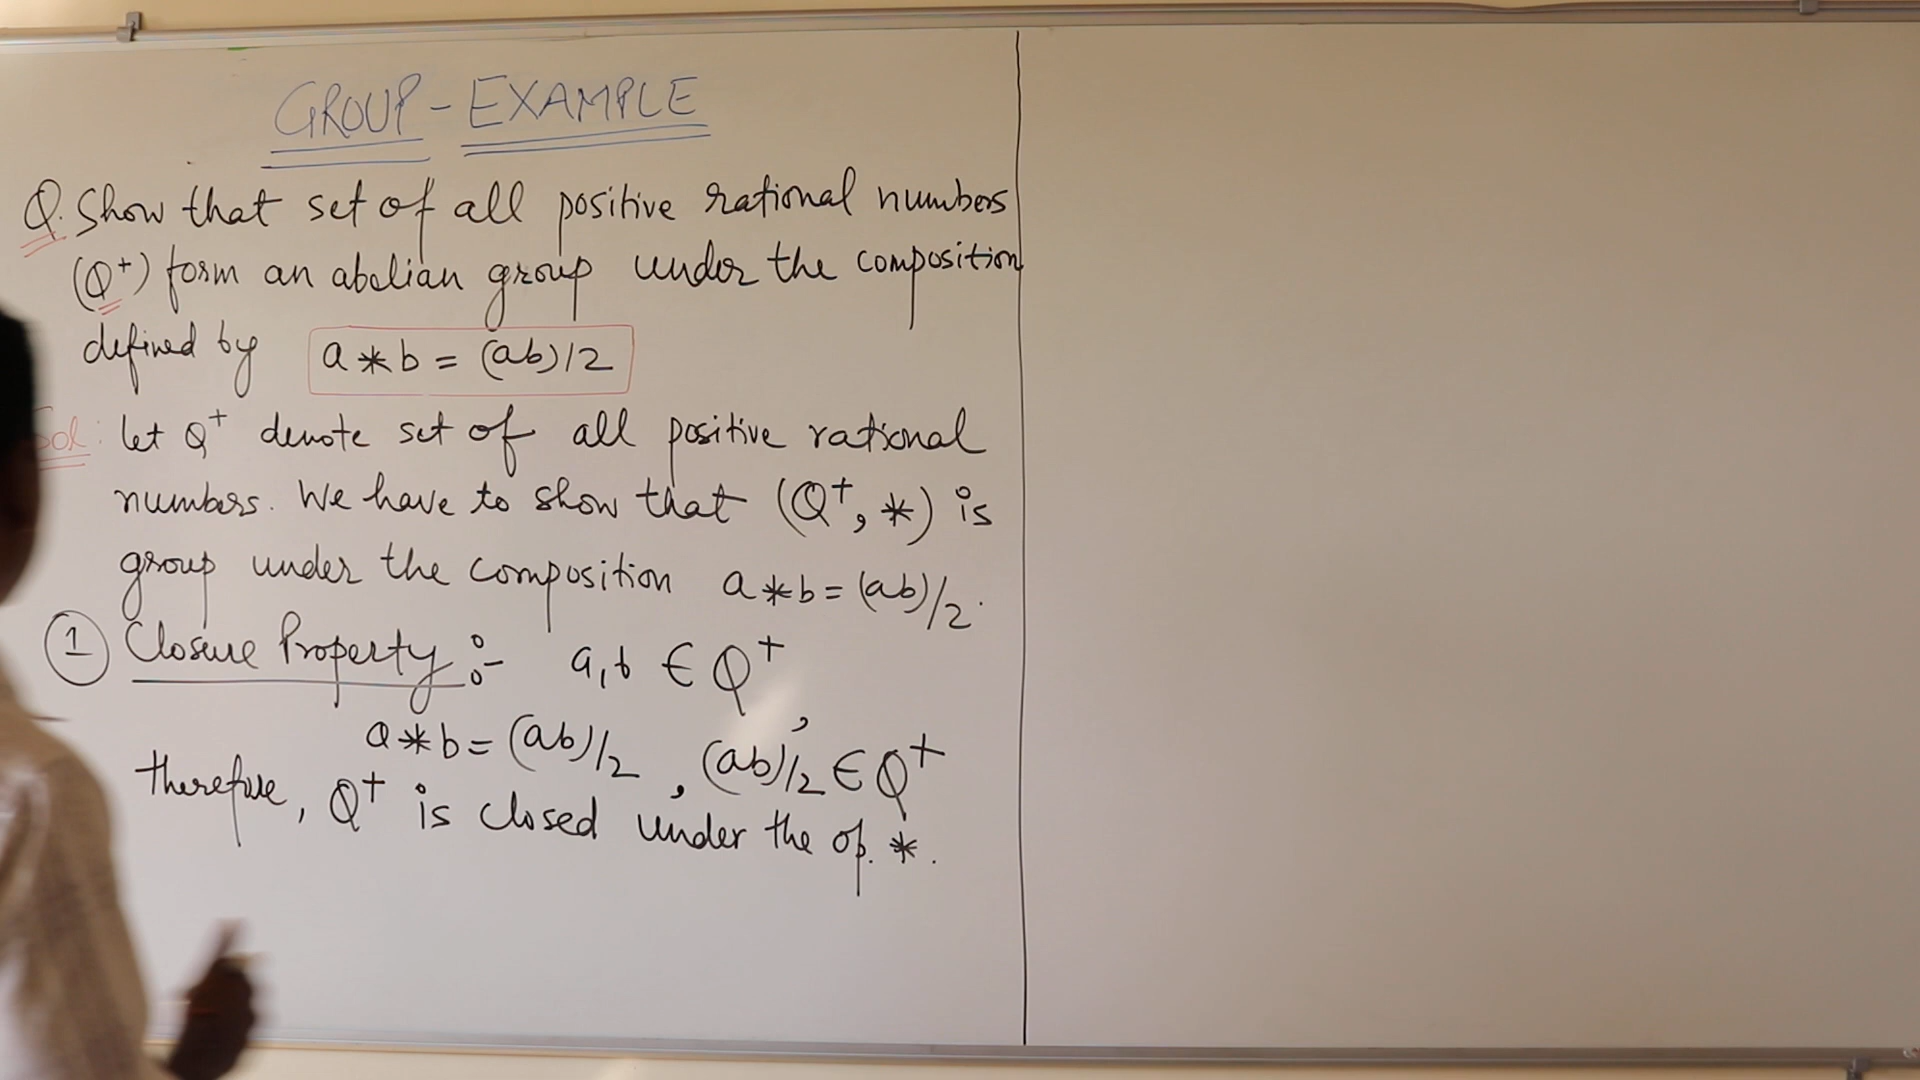 GROUP - EXAMPLE
Q. Show that set of all positive rational numbers
(Q⁺) form an abelian group under the composition
defined by a * b = (ab)/2
Sol: let Q⁺ denote set of all positive rational
numbers. We have to show that (Q⁺, *) is
group under the composition a * b = (ab)/2.
① Closure Property :- a, b ∈ Q⁺,
a * b = (ab)/2 , (ab)/2 ∈ Q⁺
therefore, Q⁺ is closed under the op. *.